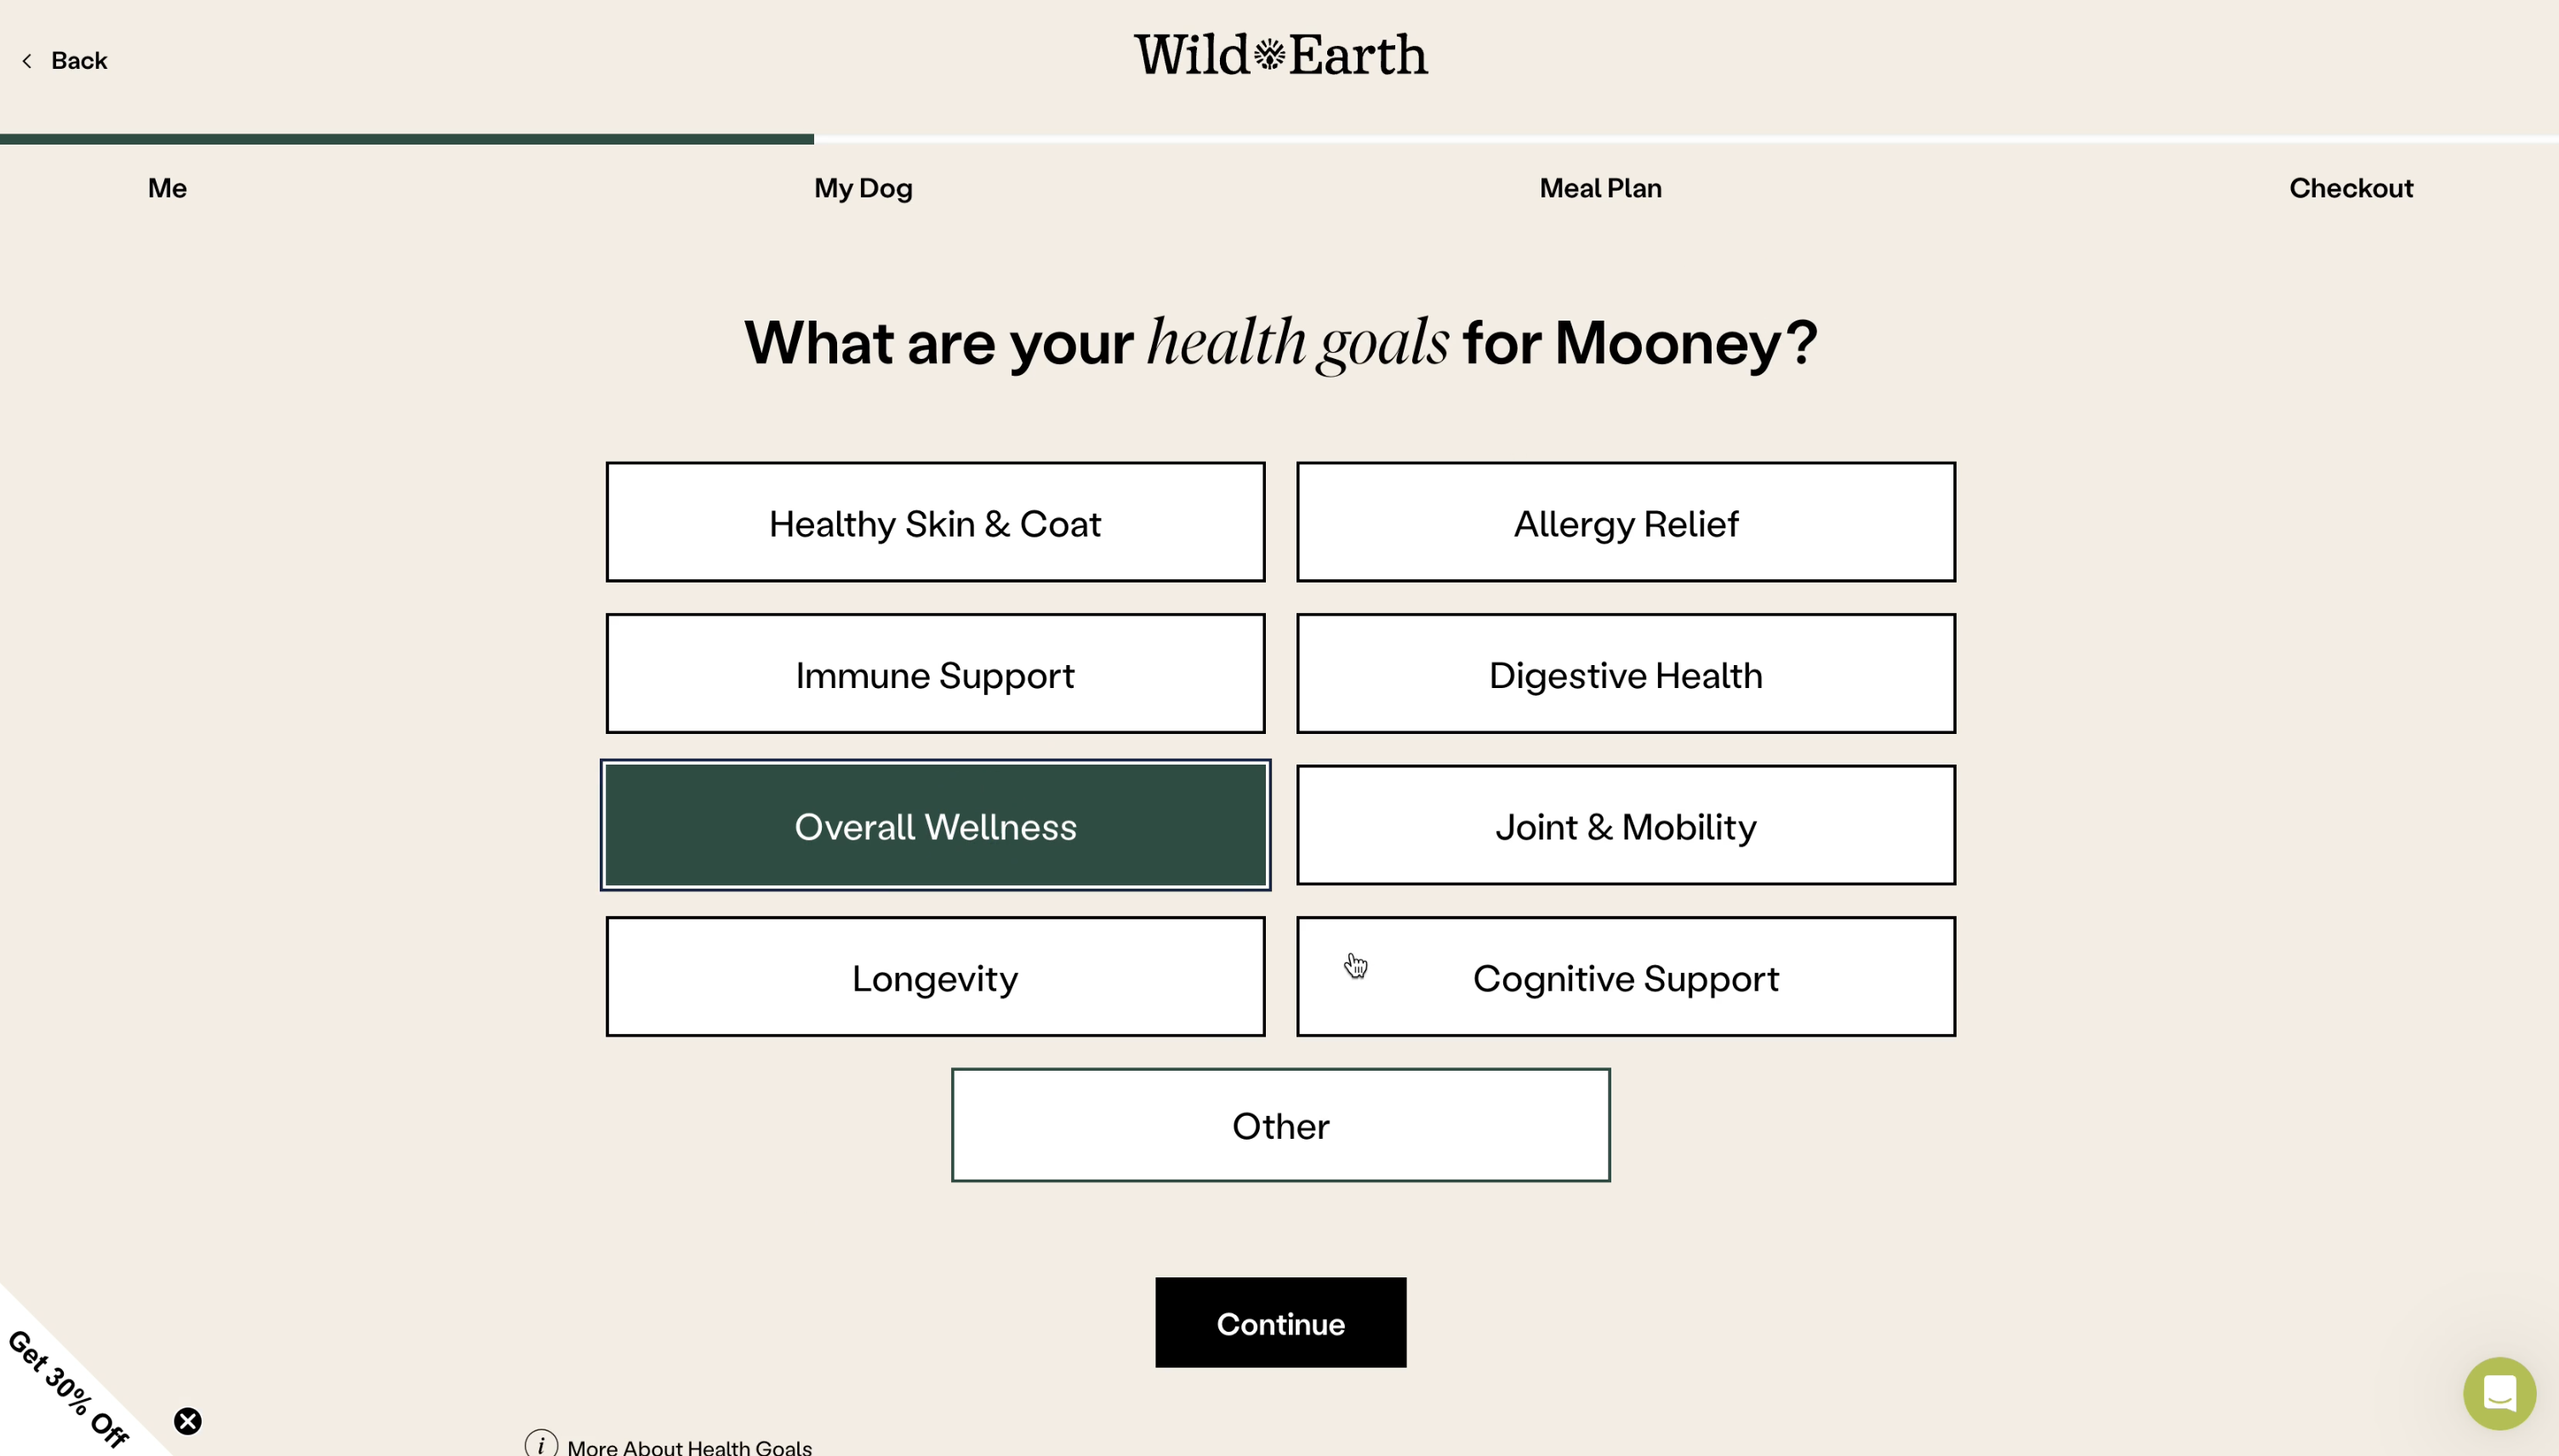 Back
Wild Earth
Me
My Dog
Meal Plan
Checkout
What are your health goals for Mooney?
Healthy Skin & Coat
Allergy Relief
Immune Support
Digestive Health
Overall Wellness
Joint & Mobility
Longevity
Cognitive Support
Other
Continue
Get 30% Off
i More About Health Goals